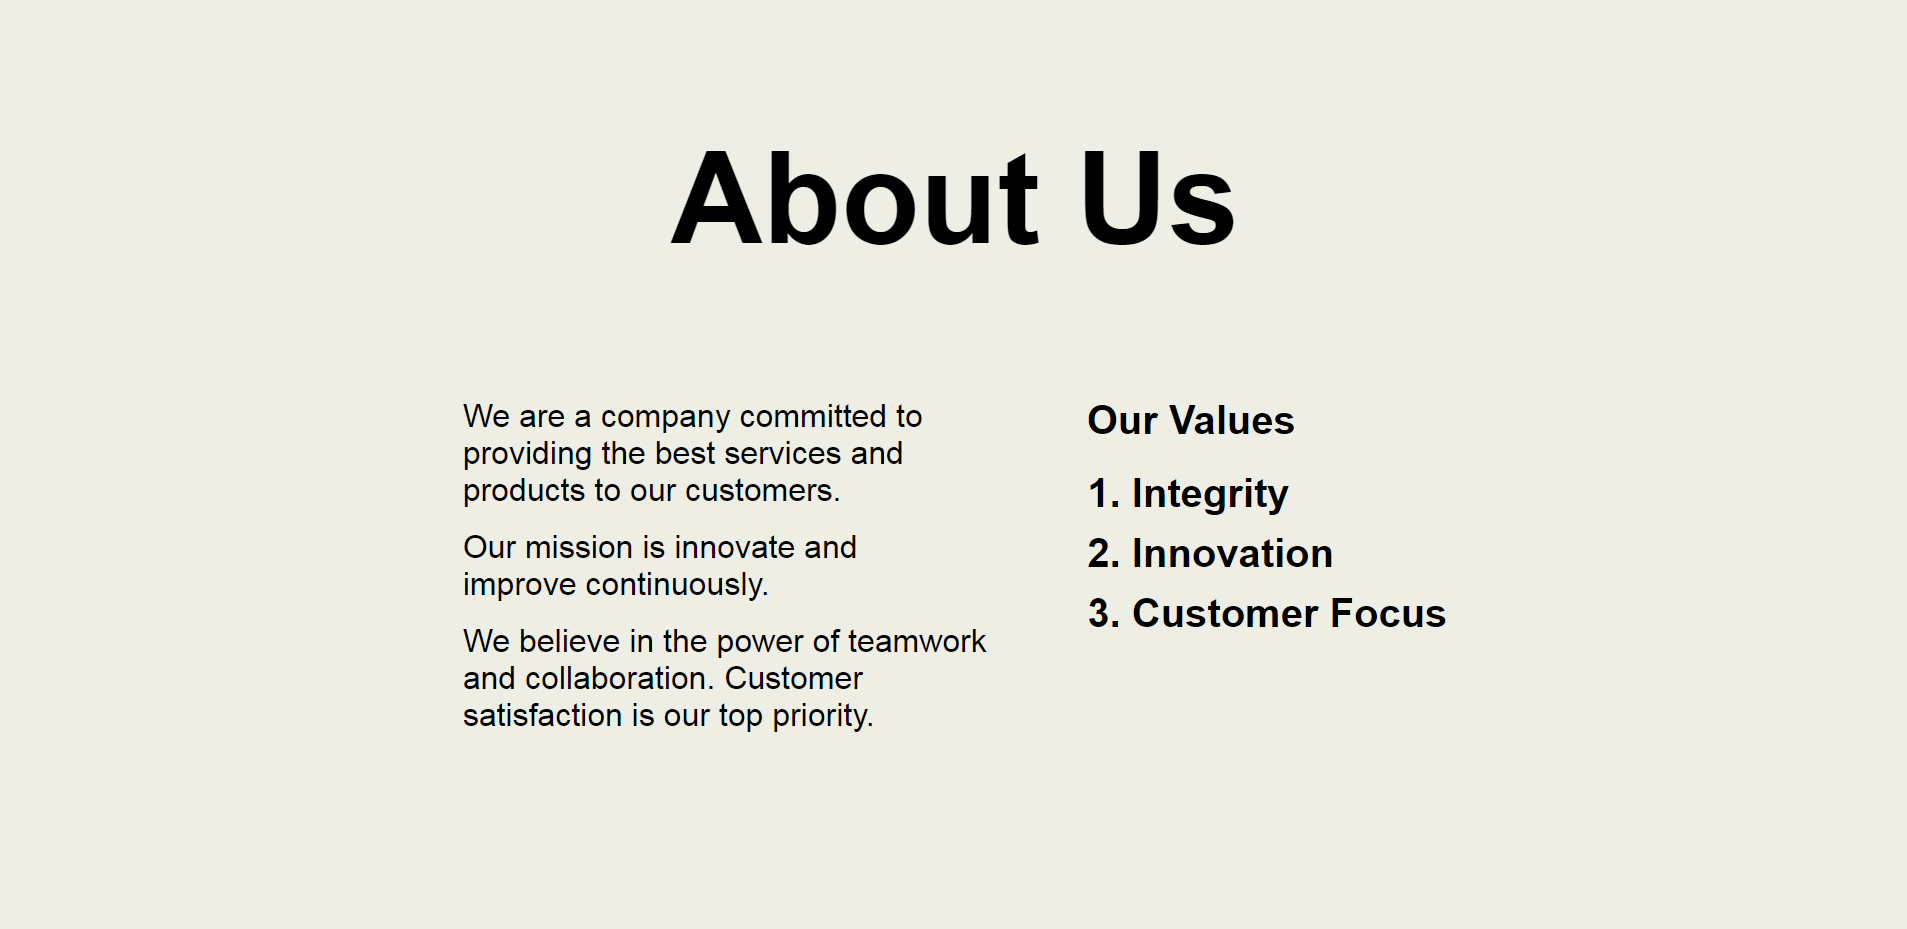 About Us
We are a company committed to
providing the best services and
products to our customers.
Our mission is innovate and
improve continuously.
We believe in the power of teamwork
and collaboration. Customer
satisfaction is our top priority.
Our Values
1. Integrity
2. Innovation
3. Customer Focus